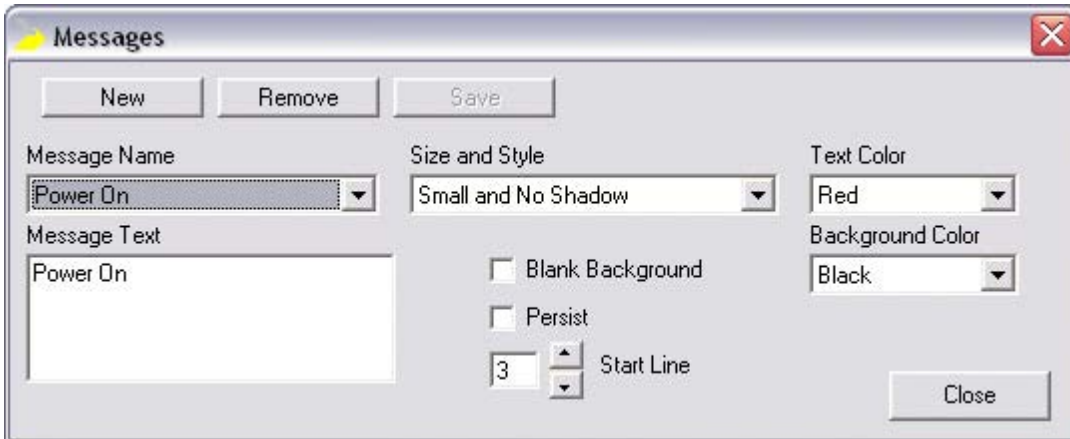 Messages
New Remove Save
Message Name Size and Style Text Color
Power On Small and No Shadow Red
Message Text Background Color
Power On Blank Background Black
Persist
3 Start Line
Close